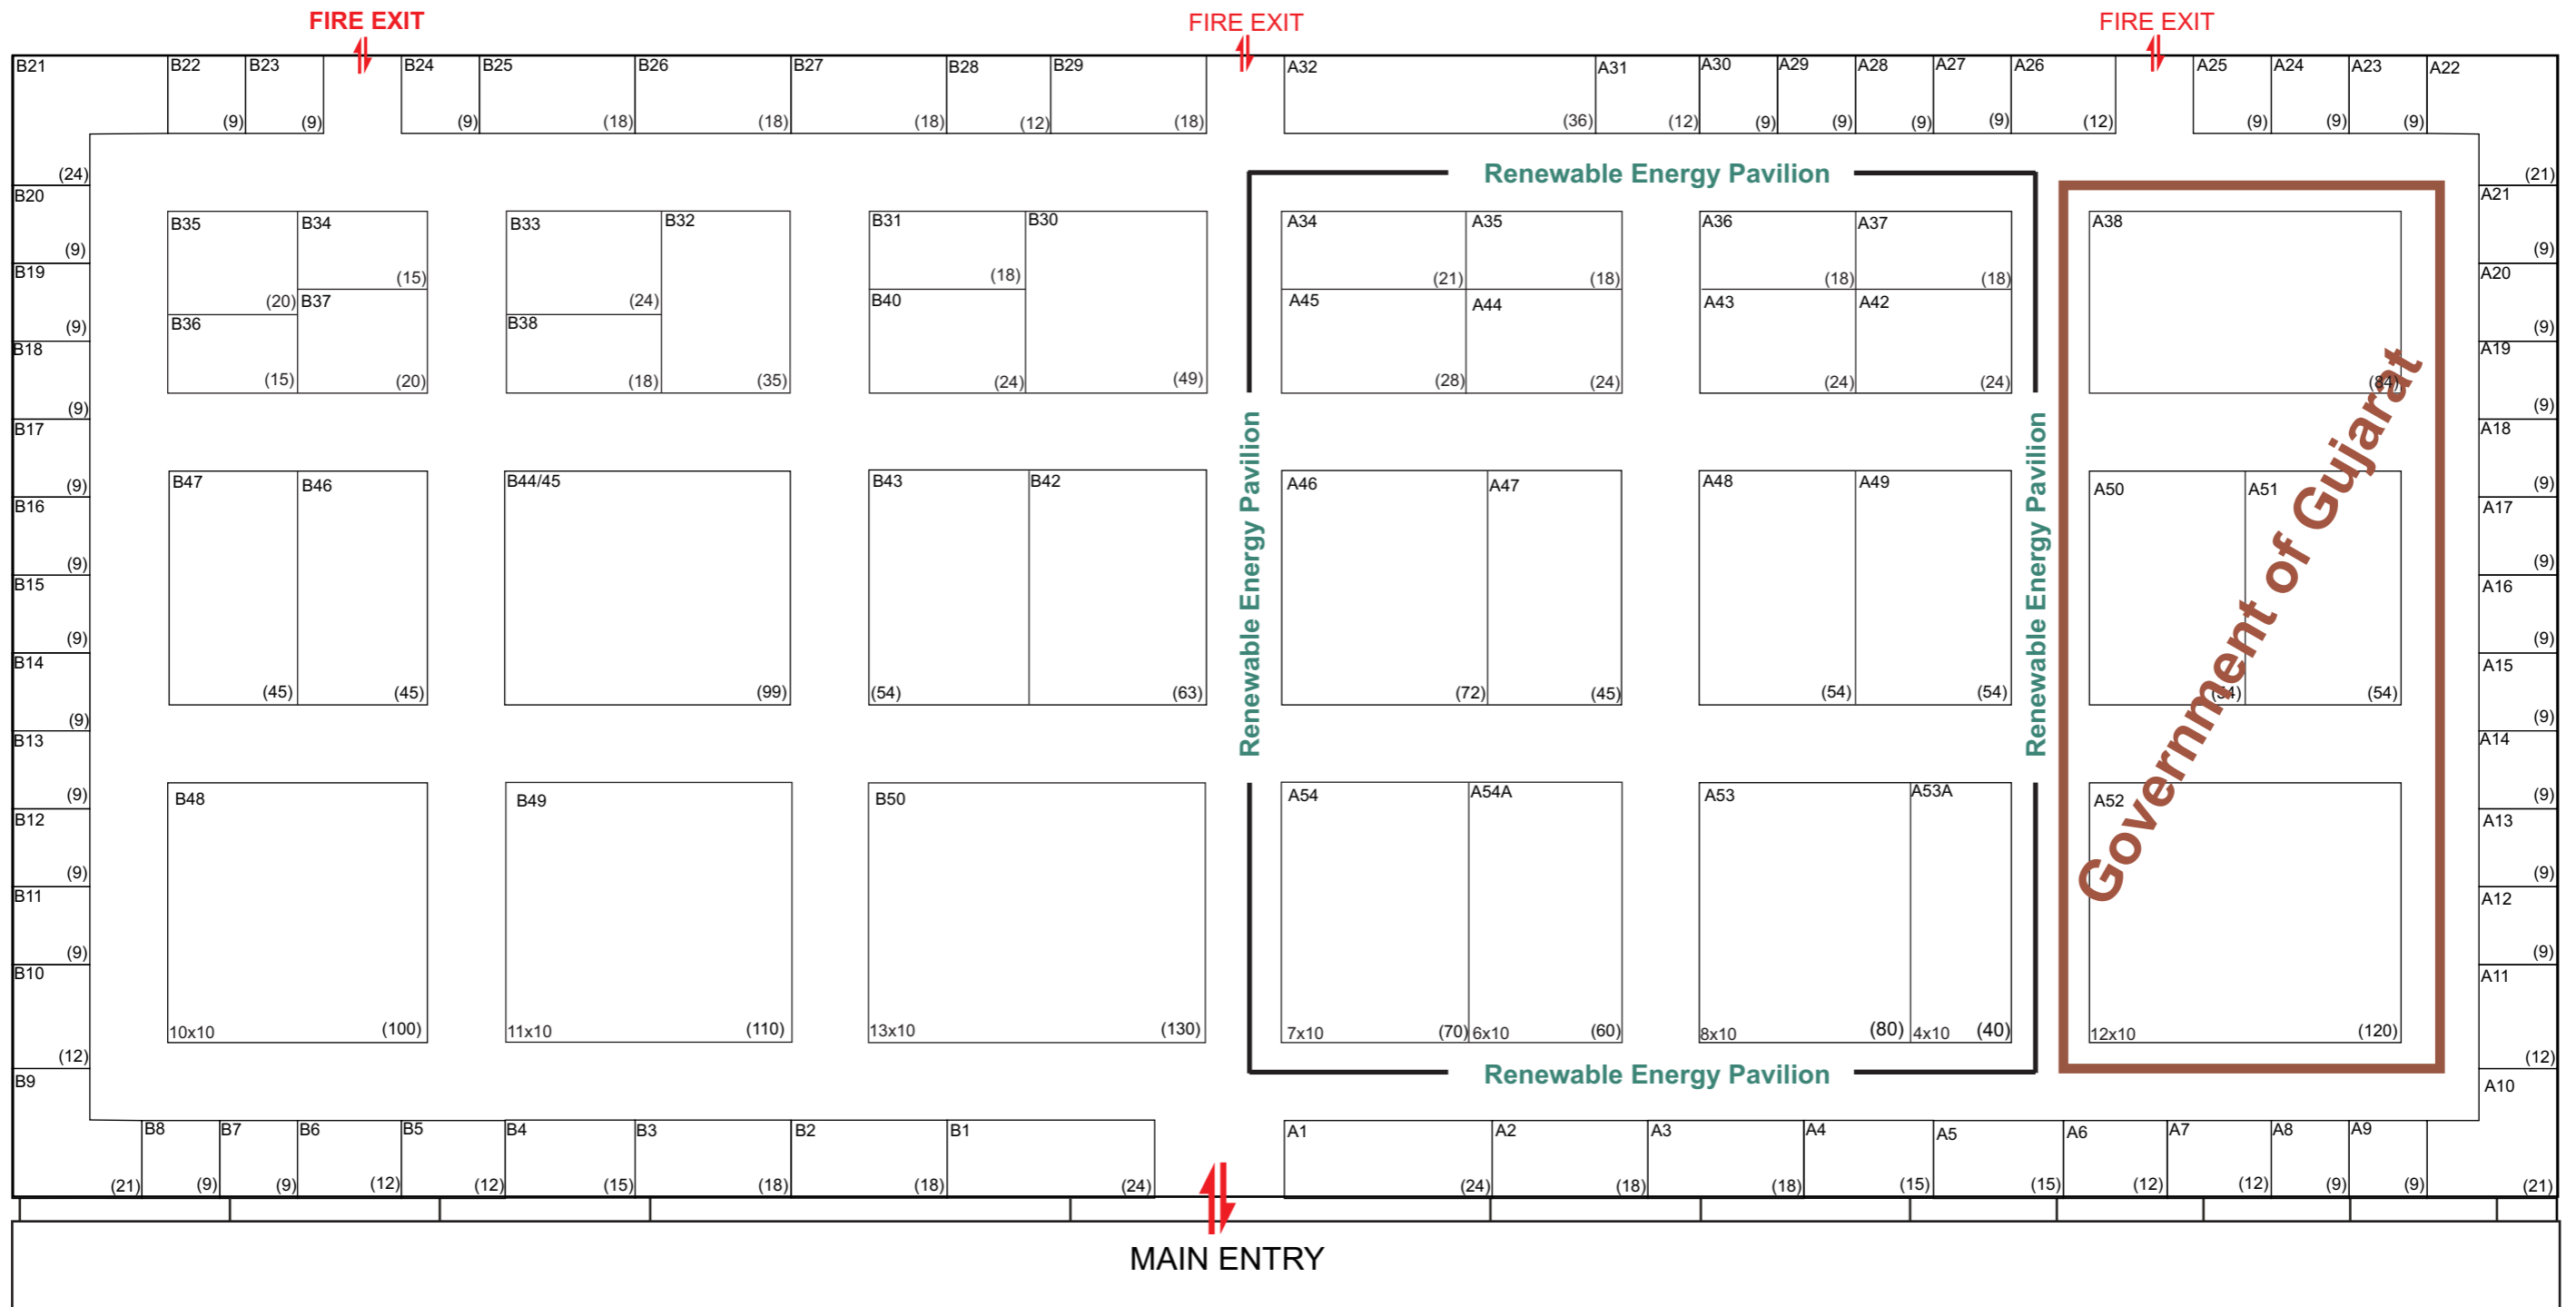 FIRE EXIT
FIRE EXIT
FIRE EXIT
B21
B22
(9)
B23
(9)
B24
(9)
B25
(18)
B26
(18)
B27
(18)
B28
(12)
B29
(18)
A32
(36)
A31
(12)
A30
(9)
A29
(9)
A28
(9)
A27
(9)
A26
(12)
A25
(9)
A24
(9)
A23
(9)
A22
(24)
(21)
B20
(9)
B19
(9)
B18
(9)
B17
(9)
B16
(9)
B15
(9)
B14
(9)
B13
(9)
B12
(9)
B11
(9)
B10
(12)
B9
B35
(20)
B34
(15)
B36
(15)
B37
(20)
B33
(24)
B32
(35)
B38
(18)
B31
(18)
B30
(49)
B40
(24)
B47
(45)
B46
(45)
B44/45
(99)
B43
(54)
B42
(63)
B48
10x10
(100)
B49
11x10
(110)
B50
13x10
(130)
Renewable Energy Pavilion
Renewable Energy Pavilion
Renewable Energy Pavilion
Renewable Energy Pavilion
A34
(21)
A35
(18)
A36
(18)
A37
(18)
A45
(28)
A44
(24)
A43
(24)
A42
(24)
A46
(72)
A47
(45)
A48
(54)
A49
(54)
A54
7x10
(70)
A54A
6x10
(60)
A53
8x10
(80)
A53A
4x10
(40)
Government of Gujarat
A38
(84)
A50
(54)
A51
(54)
A52
12x10
(120)
A21
(9)
A20
(9)
A19
(9)
A18
(9)
A17
(9)
A16
(9)
A15
(9)
A14
(9)
A13
(9)
A12
(9)
A11
(12)
A10
(21)
B8
(9)
B7
(9)
B6
(12)
B5
(12)
B4
(15)
B3
(18)
B2
(18)
B1
(24)
A1
(24)
A2
(18)
A3
(18)
A4
(15)
A5
(15)
A6
(12)
A7
(12)
A8
(9)
A9
(9)
(21)
MAIN ENTRY